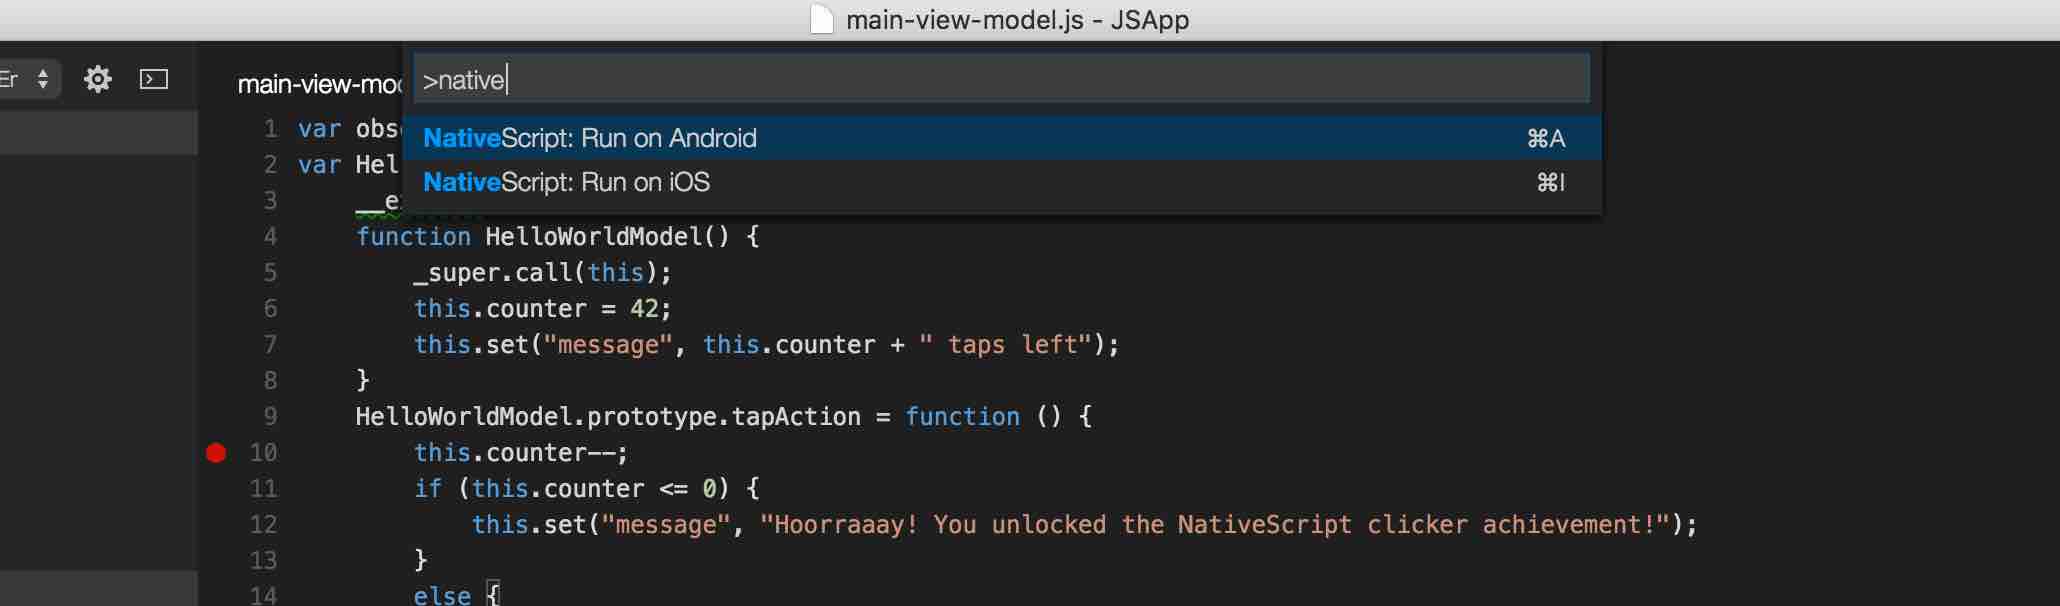 main-view-model.js - JSApp
Er
main-view-mo
>native
NativeScript: Run on Android ⌘A
NativeScript: Run on iOS ⌘I
1 var obs
2 var Hel
3 __e
4 function HelloWorldModel() {
5 _super.call(this);
6 this.counter = 42;
7 this.set("message", this.counter + " taps left");
8 }
9 HelloWorldModel.prototype.tapAction = function () {
10 this.counter--;
11 if (this.counter <= 0) {
12 this.set("message", "Hoorraaay! You unlocked the NativeScript clicker achievement!");
13 }
14 else {